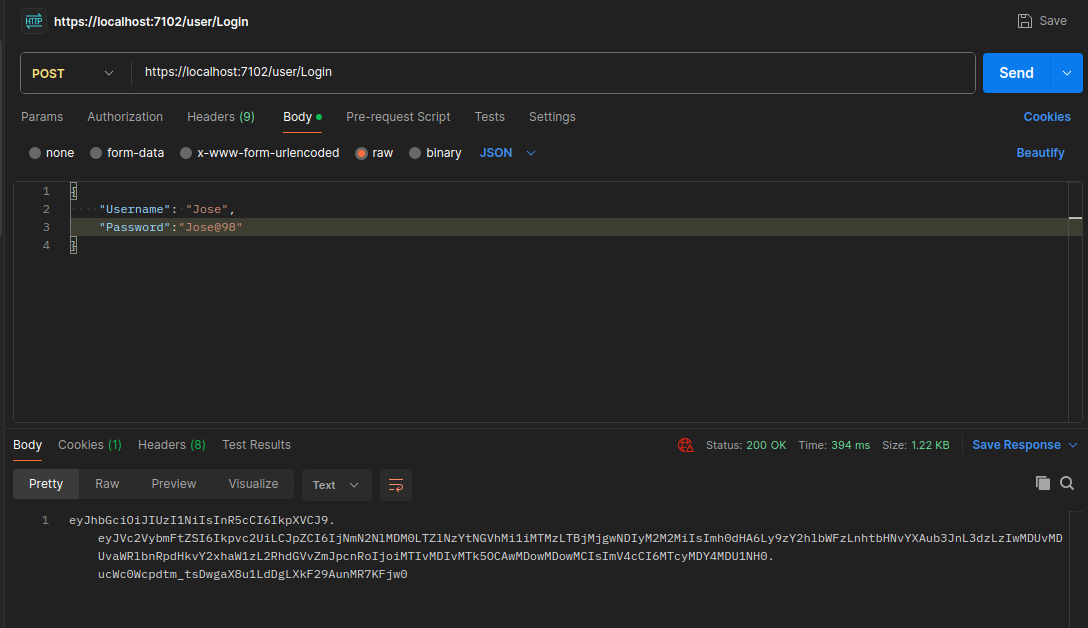 HTTP https://localhost:7102/user/Login Save
POST https://localhost:7102/user/Login Send
Params Authorization Headers (9) Body Pre-request Script Tests Settings Cookies
none form-data x-www-form-urlencoded raw binary JSON Beautify
1 {
2 "Username": "Jose",
3 "Password":"Jose@98"
4 }
Body Cookies (1) Headers (8) Test Results Status: 200 OK Time: 394 ms Size: 1.22 KB Save Response
Pretty Raw Preview Visualize Text
1 eyJhbGciOiJIUzI1NiIsInR5cCI6IkpXVCJ9.
eyJVc2VybmFtZSI6Ikpvc2UiLCJpZCI6IjNmN2NlMDM0LTZlNzYtNGVhMi1iMTMzLTBjMjgwNDIyM2M2MiIsImh0dHA6Ly9zY2hlbWFzLnhtbHNvYXAub3JnL3dzLzIwMDUvMD
UvaWRlbnRpdHkvY2xhaW1zL2RhdGVvZmJpcnRoIjoiMTIvMDIvMTk5OCAwMDowMDowMCIsImV4cCI6MTcyMDY4MDU1NH0.
ucWc0Wcpdtm_tsDwgaX8u1LdDgLXkF29AunMR7KFjw0